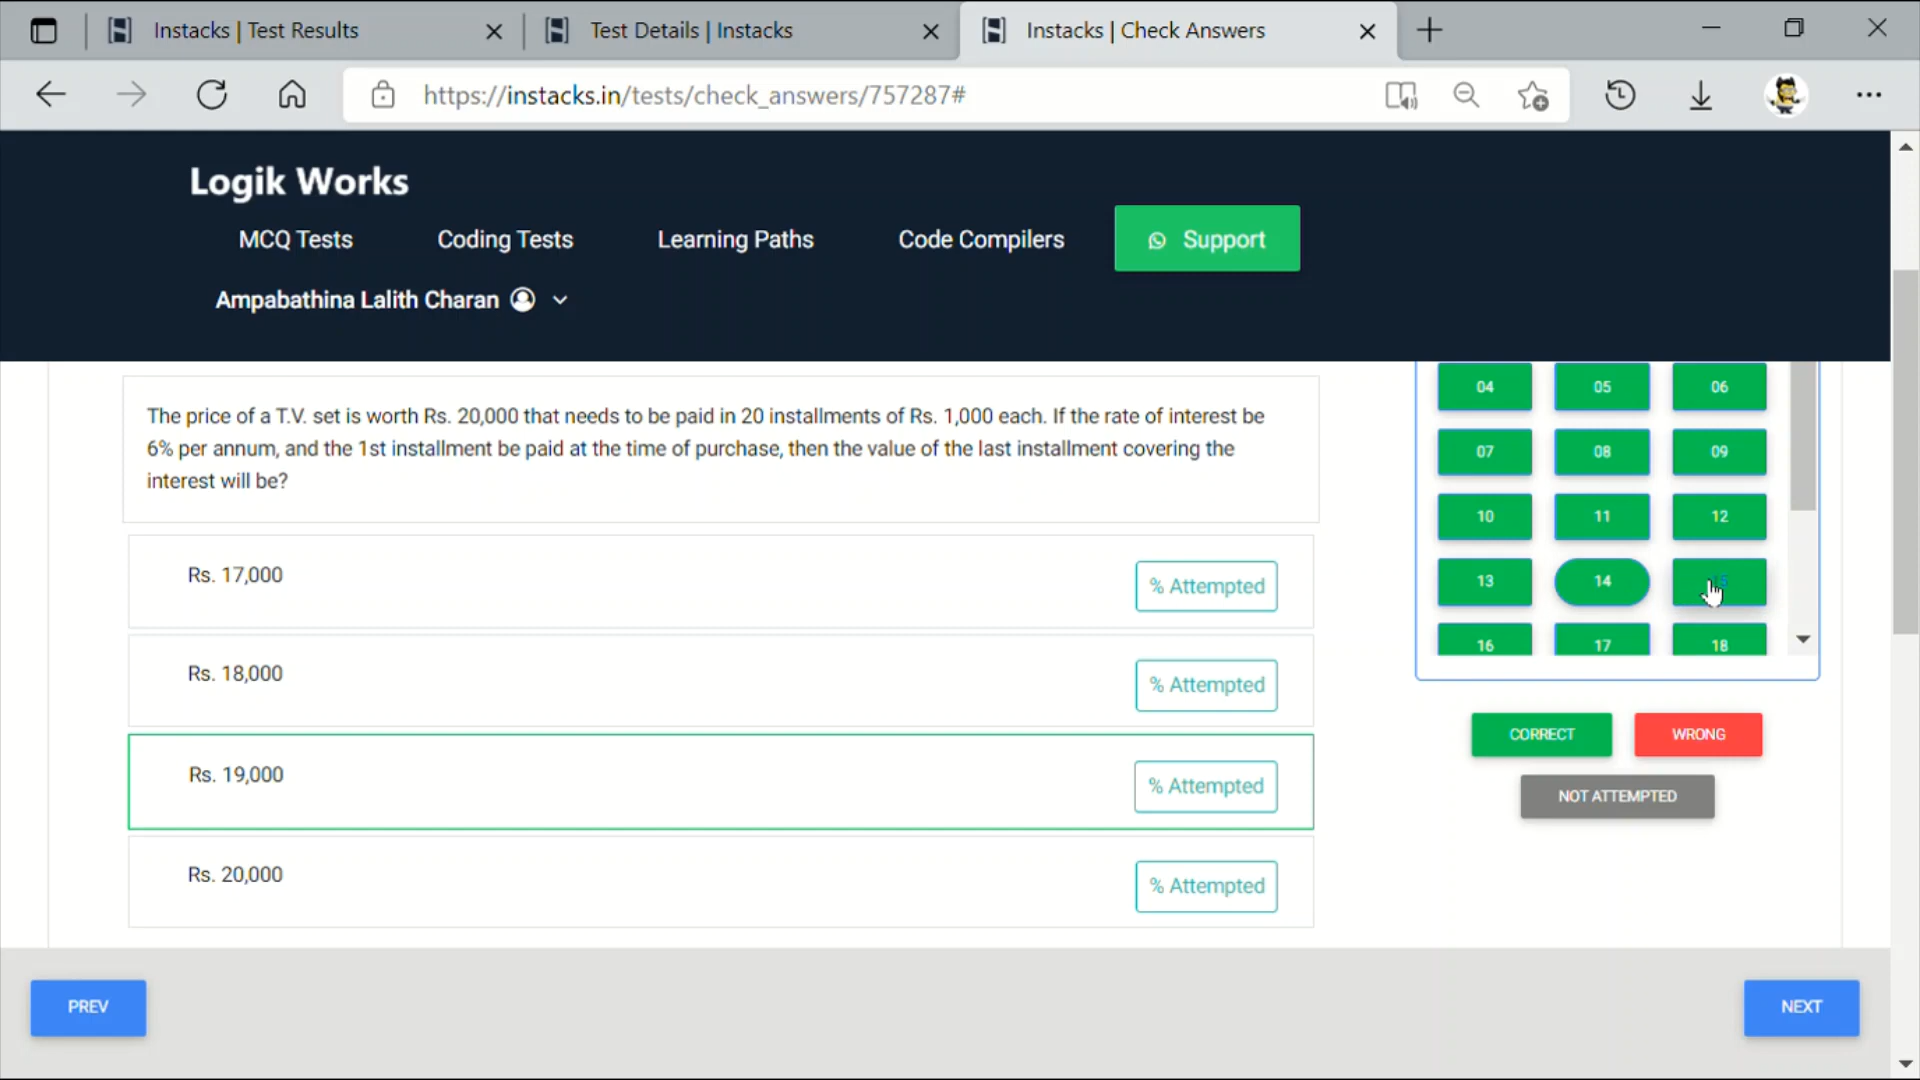 Instacks | Test Results
Test Details | Instacks
Instacks | Check Answers
https://instacks.in/tests/check_answers/757287#
Logik Works
MCQ Tests
Coding Tests
Learning Paths
Code Compilers
Support
Ampabathina Lalith Charan
The price of a T.V. set is worth Rs. 20,000 that needs to be paid in 20 installments of Rs. 1,000 each. If the rate of interest be
6% per annum, and the 1st installment be paid at the time of purchase, then the value of the last installment covering the
interest will be?
Rs. 17,000
% Attempted
Rs. 18,000
% Attempted
Rs. 19,000
% Attempted
Rs. 20,000
% Attempted
04 05 06
07 08 09
10 11 12
13 14
16 17 18
CORRECT
WRONG
NOT ATTEMPTED
PREV
NEXT